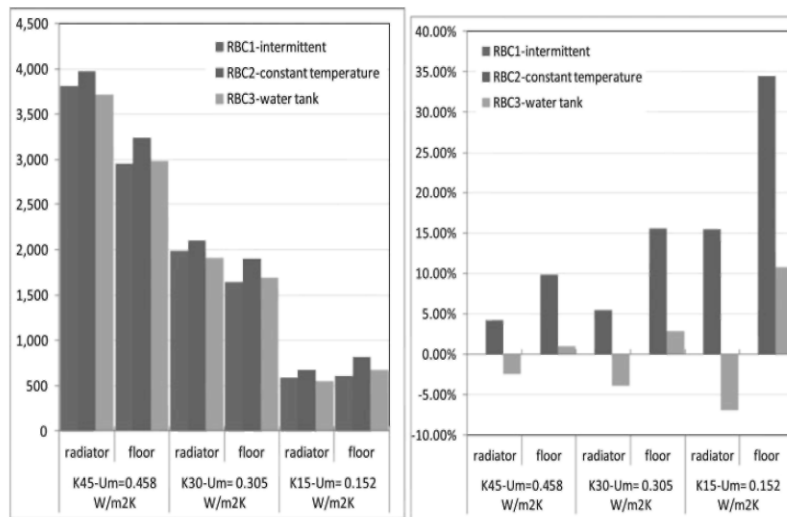 4,500
4,000
3,500
3,000
2,500
2,000
1,500
1,000
500
0
RBC1-intermittent
RBC2-constant temperature
RBC3-water tank
radiator floor radiator floor radiator floor
K45-Um=0.458 K30-Um= 0.305 K15-Um= 0.152
W/m2K W/m2K W/m2K
40.00%
35.00%
30.00%
25.00%
20.00%
15.00%
10.00%
5.00%
0.00%
-5.00%
-10.00%
RBC1-intermittent
RBC2-constant temperature
RBC3-water tank
radiator floor radiator floor radiator floor
K45-Um=0.458 K30-Um= 0.305 K15-Um= 0.152
W/m2K W/m2K W/m2K